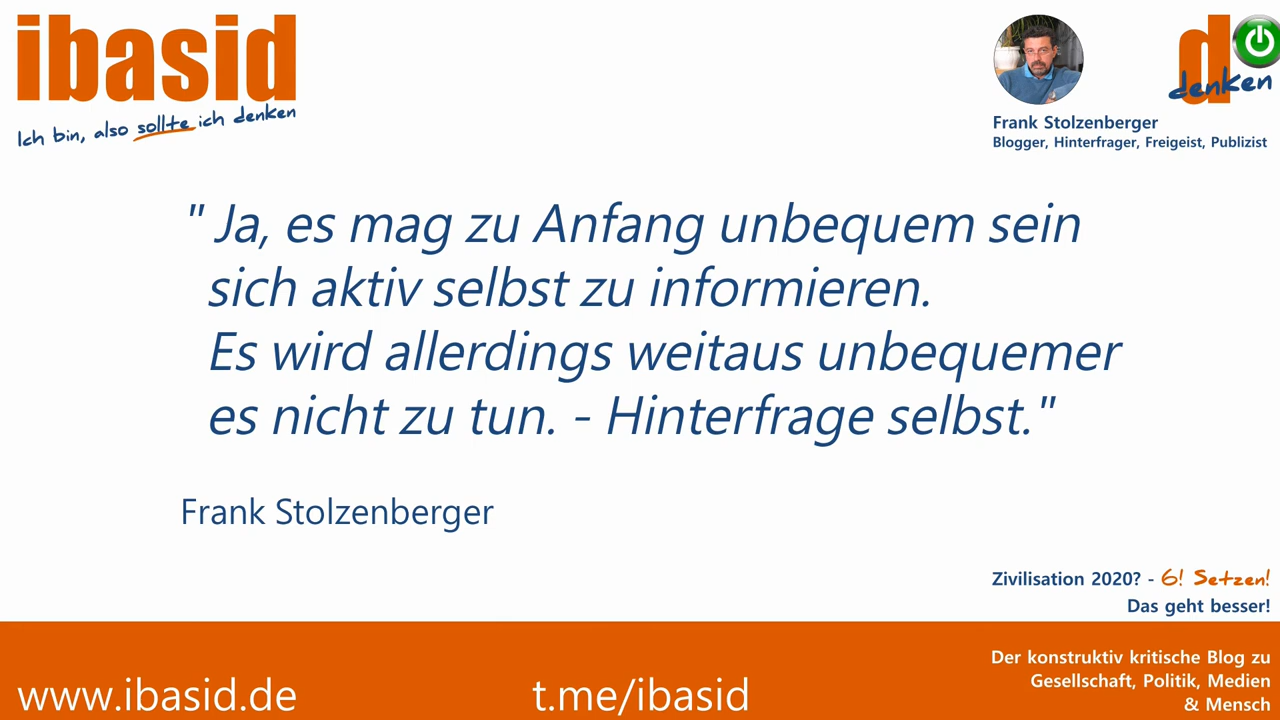 ibasid
Ich bin, also sollte ich denken
d
denken
Frank Stolzenberger
Blogger, Hinterfrager, Freigeist, Publizist
" Ja, es mag zu Anfang unbequem sein
sich aktiv selbst zu informieren.
Es wird allerdings weitaus unbequemer
es nicht zu tun. - Hinterfrage selbst."
Frank Stolzenberger
Zivilisation 2020? - 6! Setzen!
Das geht besser!
www.ibasid.de
t.me/ibasid
Der konstruktiv kritische Blog zu
Gesellschaft, Politik, Medien
& Mensch